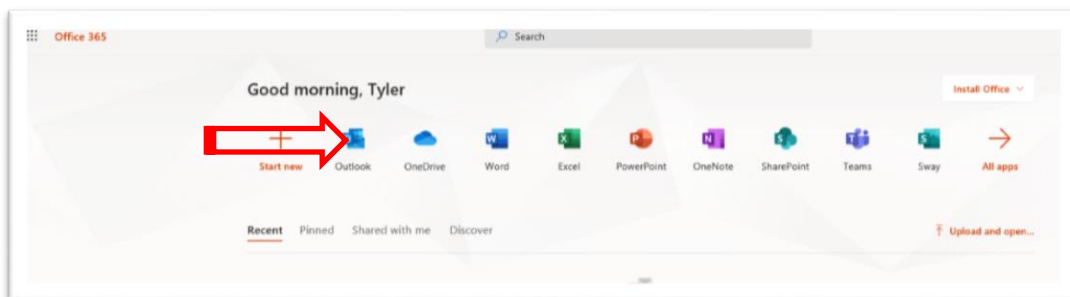 Office 365
Search
Good morning, Tyler
Install Office
Start new Outlook OneDrive Word Excel PowerPoint OneNote SharePoint Teams Sway All apps
Recent Pinned Shared with me Discover
Upload and open...